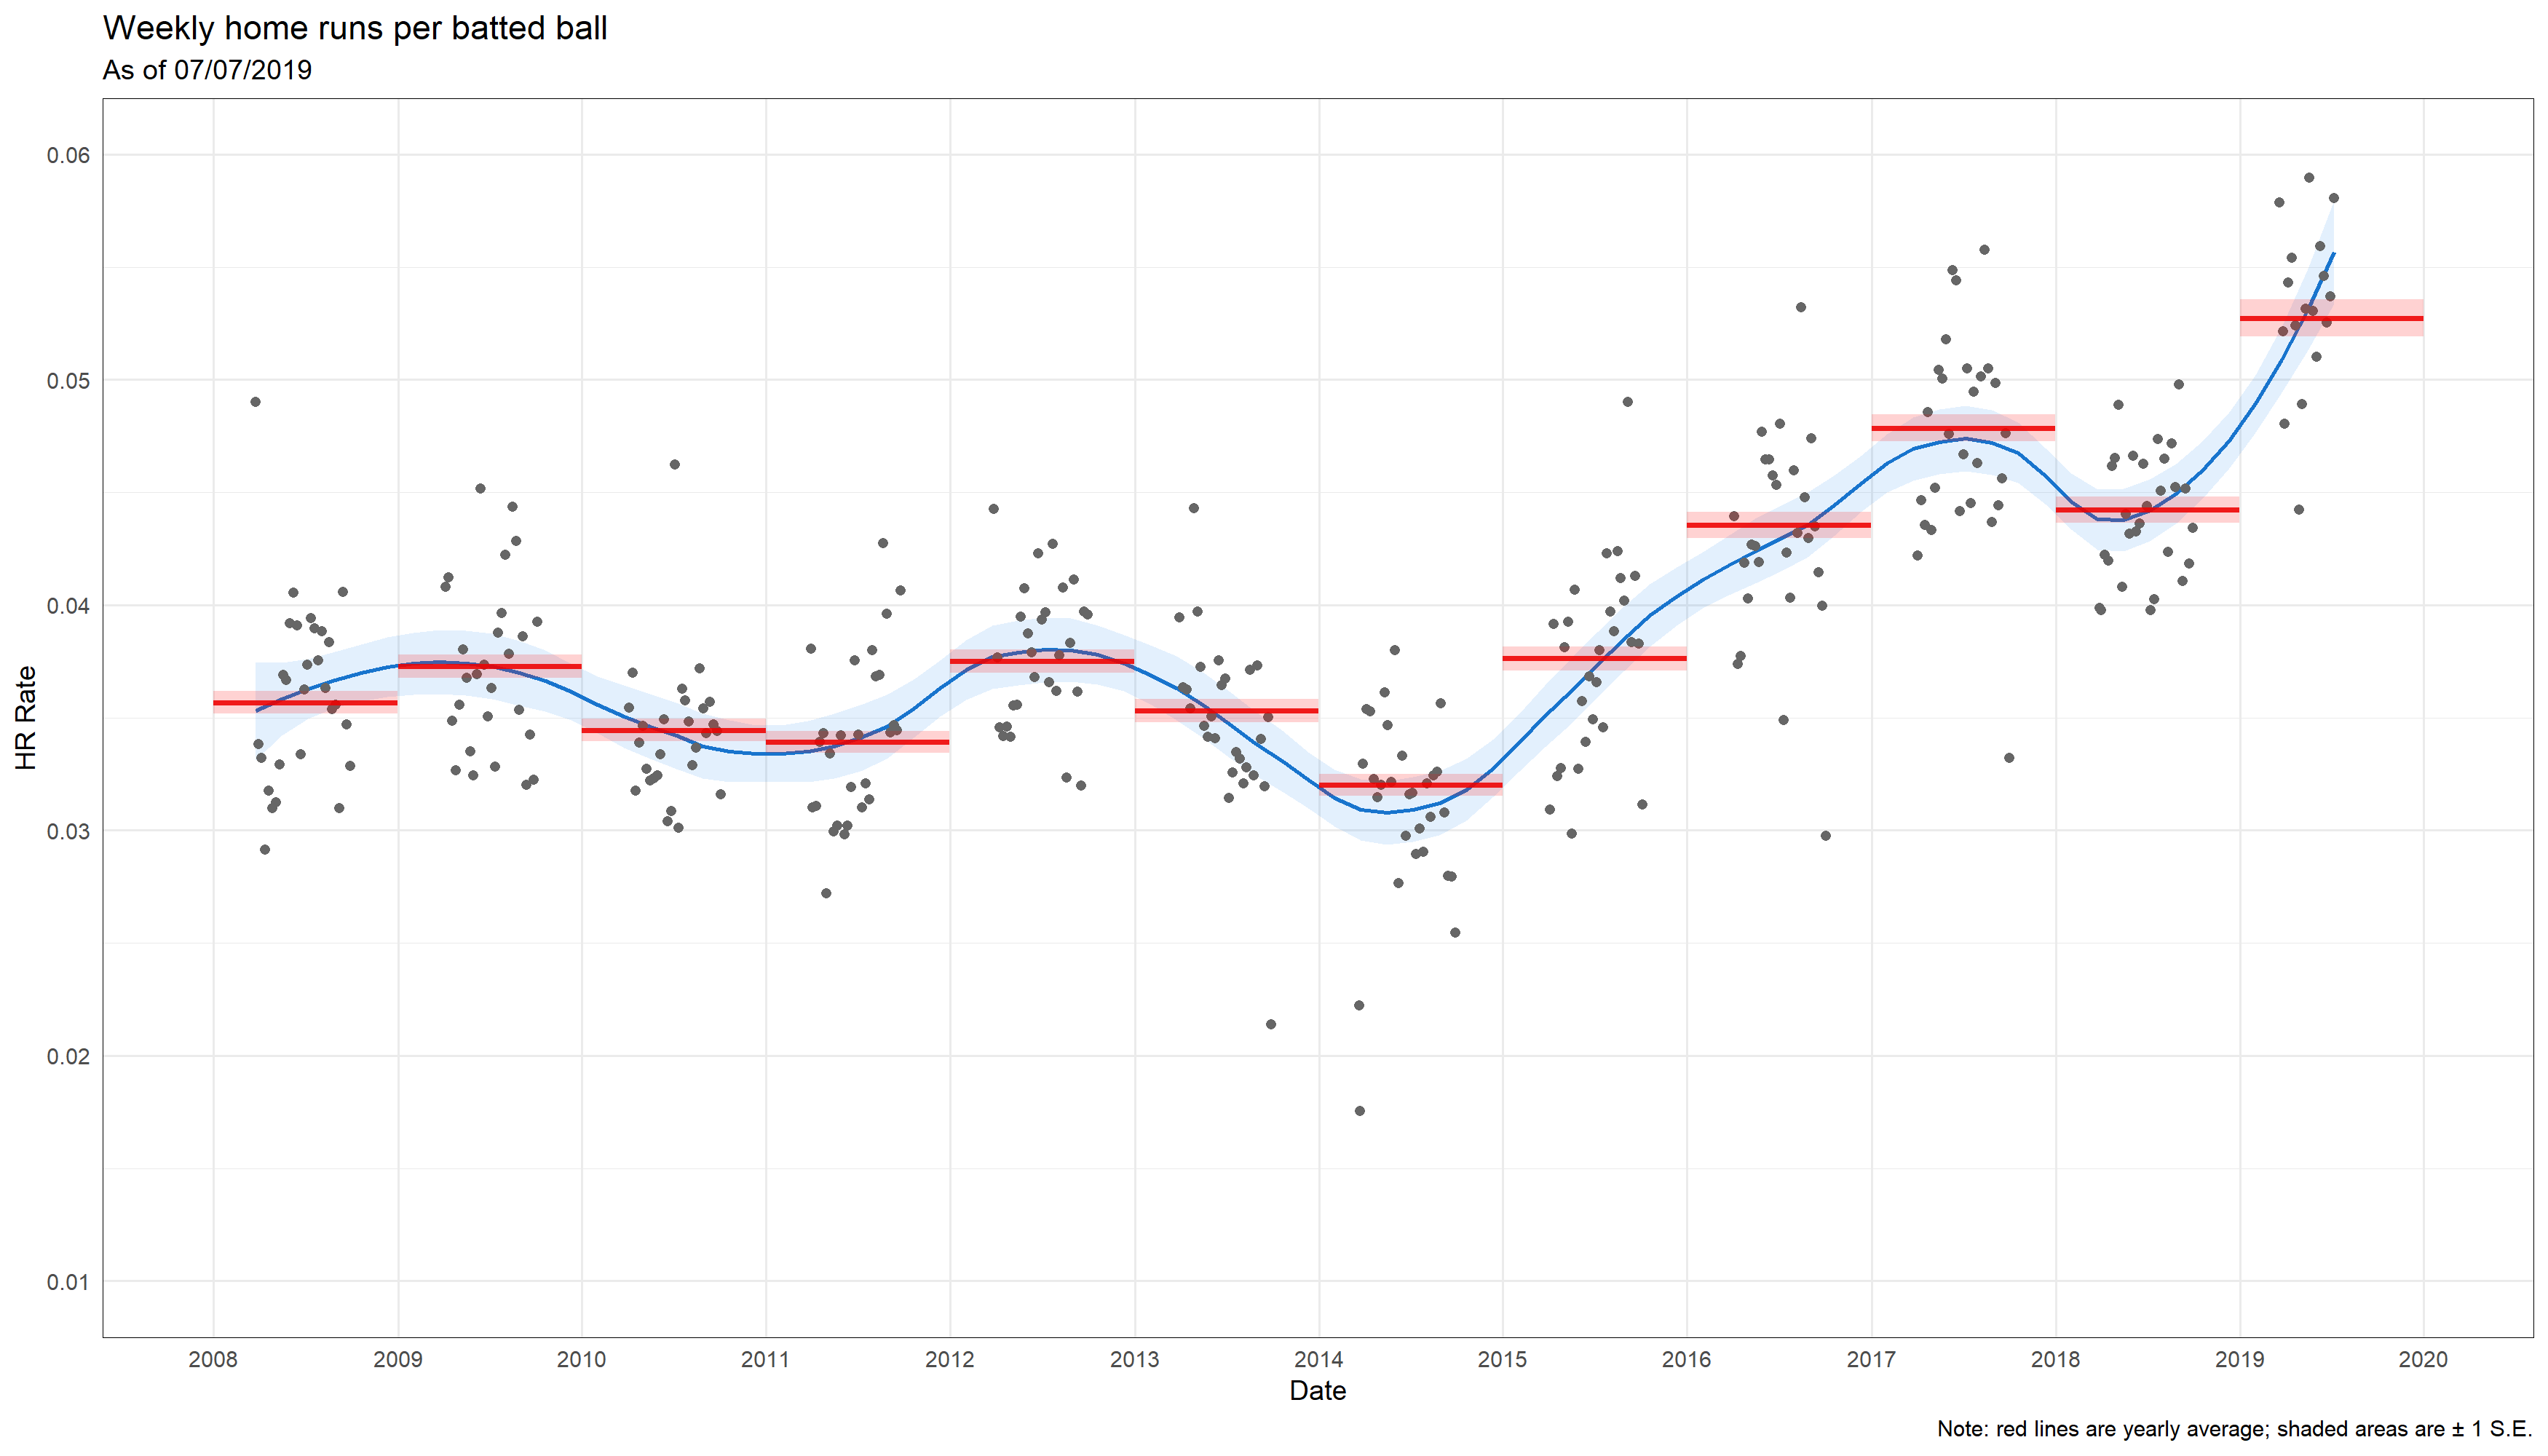 Weekly home runs per batted ball
As of 07/07/2019
0.06
0.05
0.04
0.03
0.02
0.01
HR Rate
2008 2009 2010 2011 2012 2013 2014 2015 2016 2017 2018 2019 2020
Date
Note: red lines are yearly average; shaded areas are ± 1 S.E.